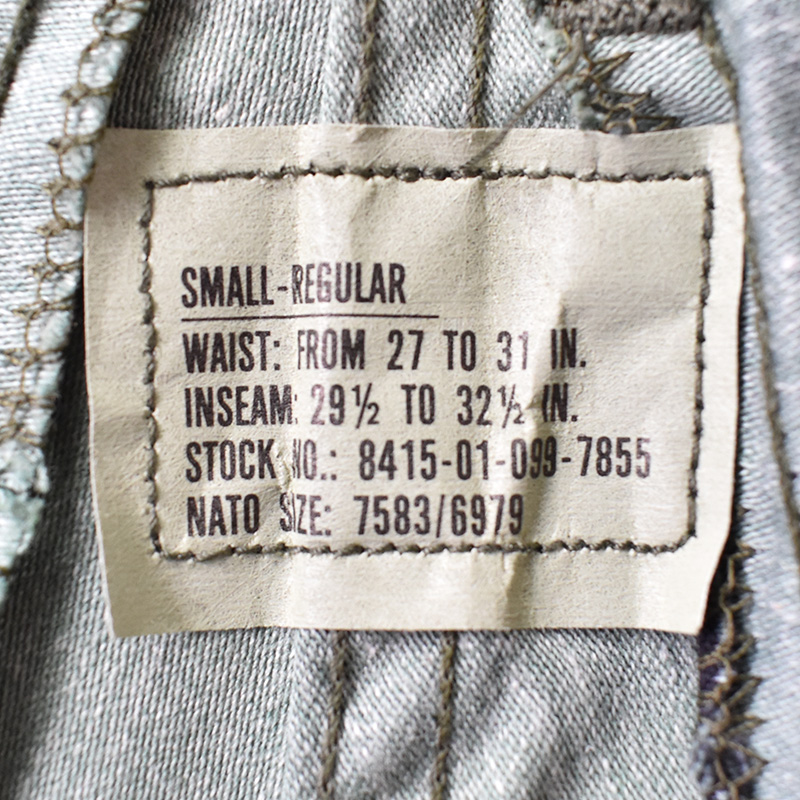 SMALL-REGULAR
WAIST: FROM 27 TO 31 IN.
INSEAM: 29½ TO 32½ IN.
STOCK NO.: 8415-01-099-7855
NATO SIZE: 7583/6979